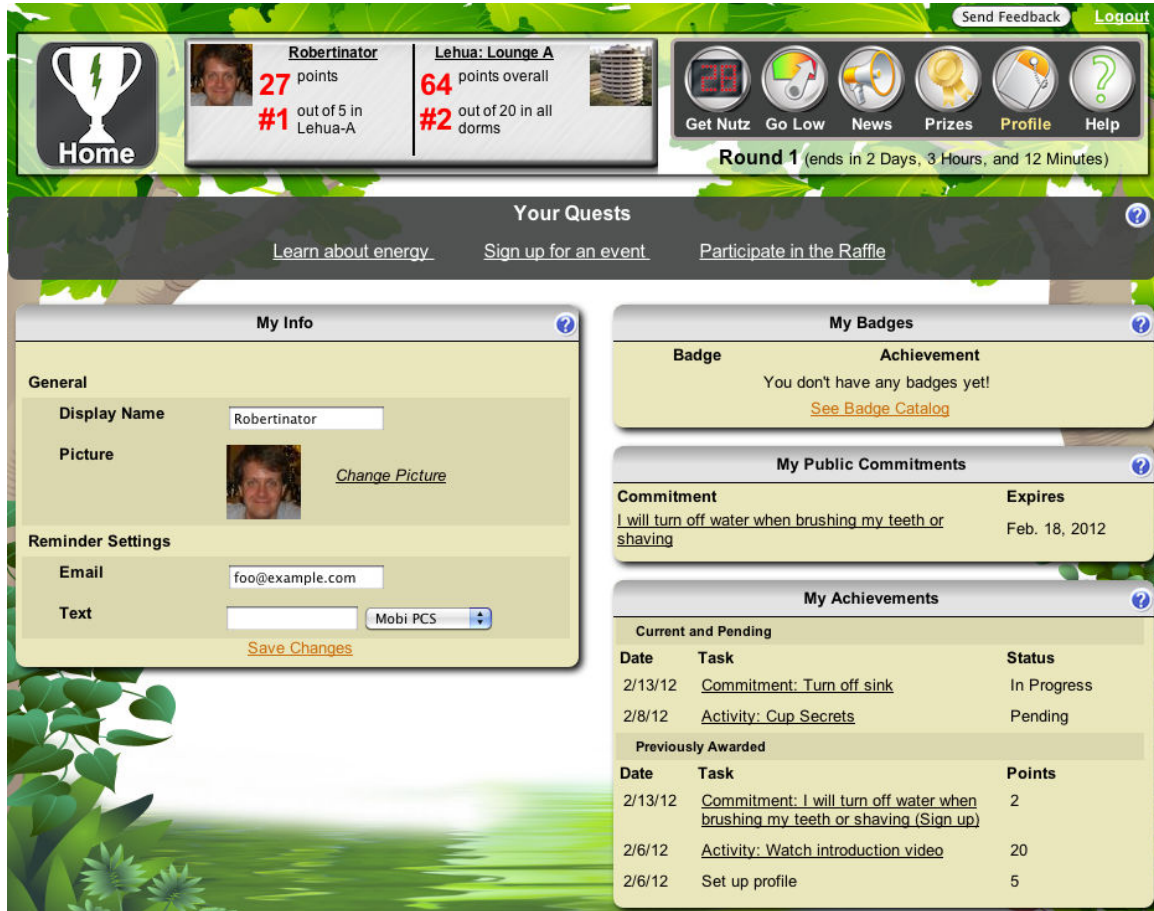 Send Feedback Logout
Home
Robertinator
27 points
#1 out of 5 in
Lehua-A
Lehua: Lounge A
64 points overall
#2 out of 20 in all
dorms
28
Get Nutz Go Low News Prizes Profile Help
Round 1 (ends in 2 Days, 3 Hours, and 12 Minutes)
Your Quests ?
Learn about energy Sign up for an event Participate in the Raffle
My Info ?
General
Display Name Robertinator
Picture Change Picture
Reminder Settings
Email foo@example.com
Text Mobi PCS
Save Changes
My Badges ?
Badge Achievement
You don't have any badges yet!
See Badge Catalog
My Public Commitments ?
Commitment Expires
I will turn off water when brushing my teeth or
shaving Feb. 18, 2012
My Achievements ?
Current and Pending
Date Task Status
2/13/12 Commitment: Turn off sink In Progress
2/8/12 Activity: Cup Secrets Pending
Previously Awarded
Date Task Points
2/13/12 Commitment: I will turn off water when 2
brushing my teeth or shaving (Sign up)
2/6/12 Activity: Watch introduction video 20
2/6/12 Set up profile 5